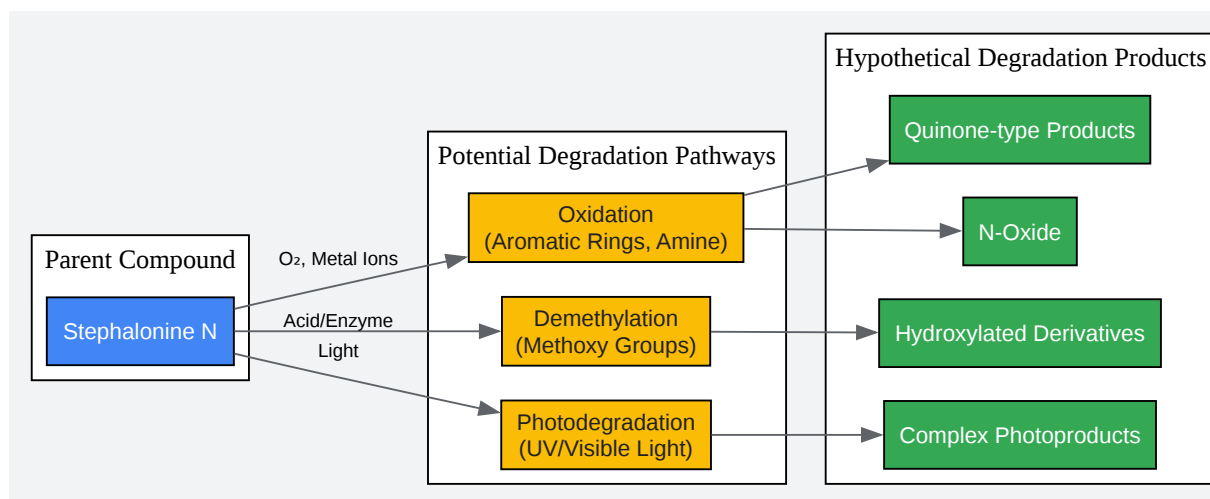 Parent Compound
Stephalonine N
O₂, Metal Ions
Acid/Enzyme
Light
Potential Degradation Pathways
Oxidation
(Aromatic Rings, Amine)
Demethylation
(Methoxy Groups)
Photodegradation
(UV/Visible Light)
Hypothetical Degradation Products
Quinone-type Products
N-Oxide
Hydroxylated Derivatives
Complex Photoproducts